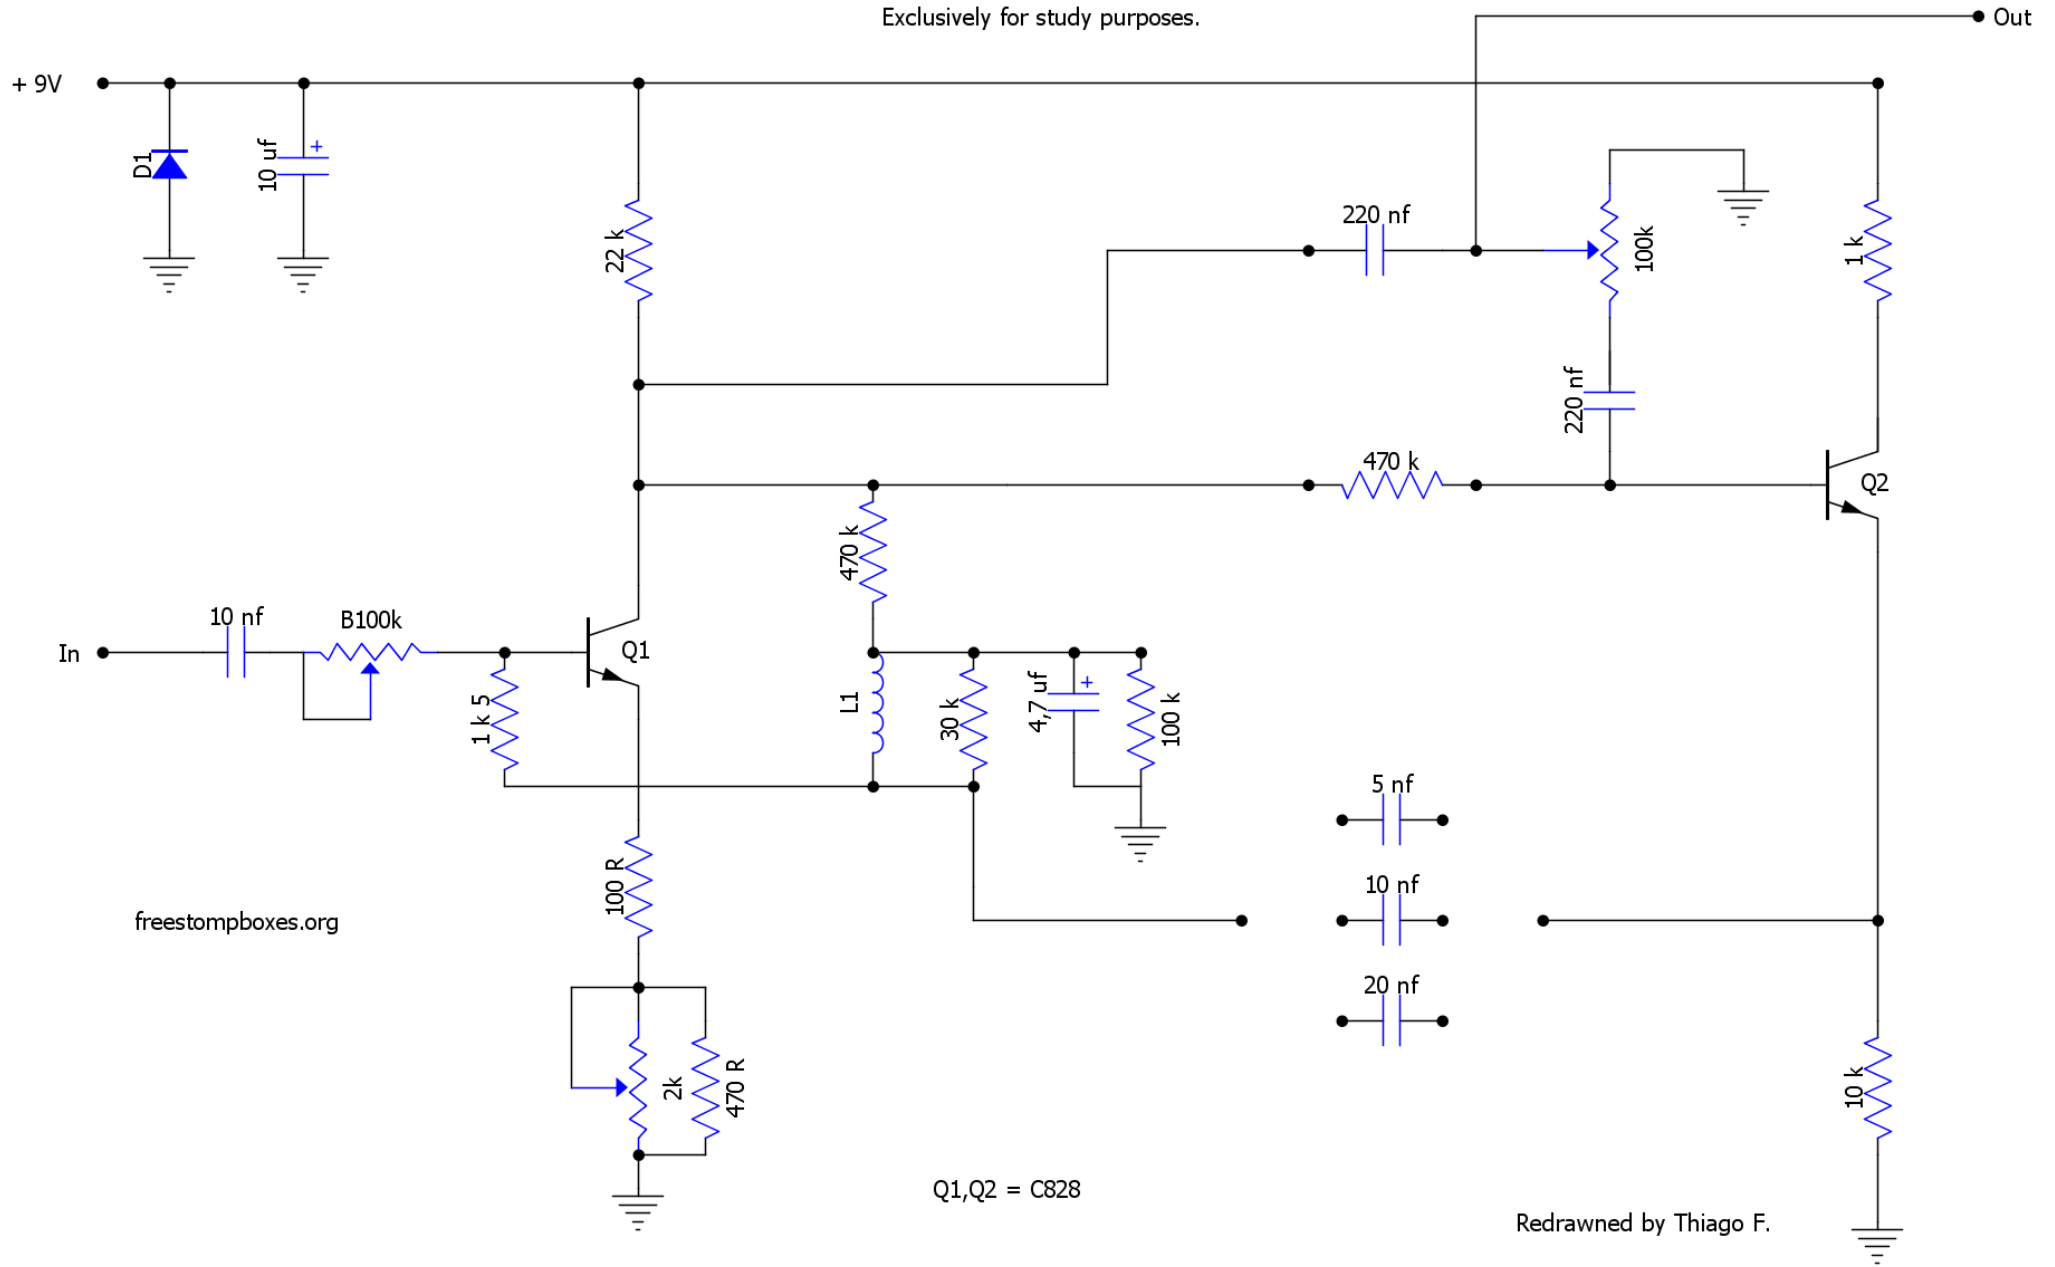 Exclusively for study purposes.
Out
+ 9V
D1
10 uf
+
22 k
220 nf
100k
1 k
220 nf
470 k
Q2
470 k
10 nf
B100k
In
Q1
1 k 5
L1
30 k
4,7 uf
+
100 k
5 nf
100 R
10 nf
freestompboxes.org
20 nf
2k
470 R
10 k
Q1,Q2 = C828
Redrawned by Thiago F.